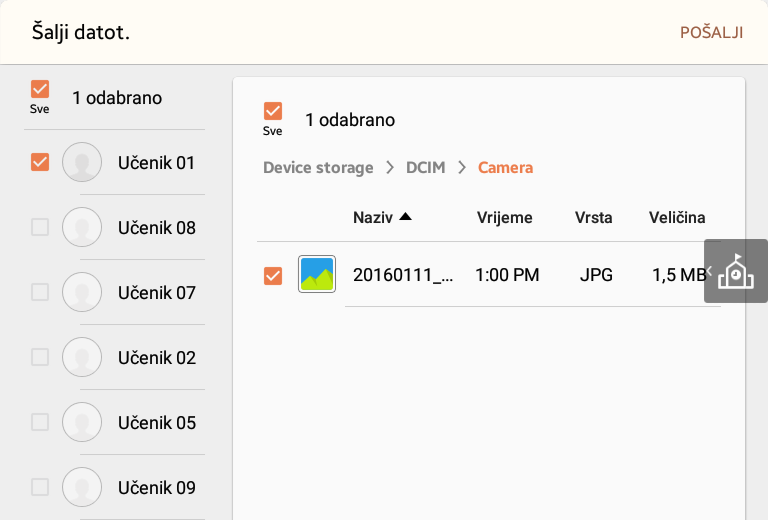 Šalji datot.
POŠALJI
Sve
1 odabrano
Učenik 01
Učenik 08
Učenik 07
Učenik 02
Učenik 05
Učenik 09
Sve
1 odabrano
Device storage > DCIM > Camera
Naziv Vrijeme Vrsta Veličina
20160111_... 1:00 PM JPG 1,5 MB